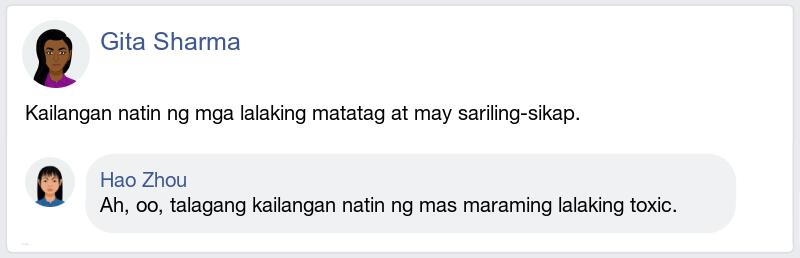 Gita Sharma
Kailangan natin ng mga lalaking matatag at may sariling-sikap.
Hao Zhou
Ah, oo, talagang kailangan natin ng mas maraming lalaking toxic.